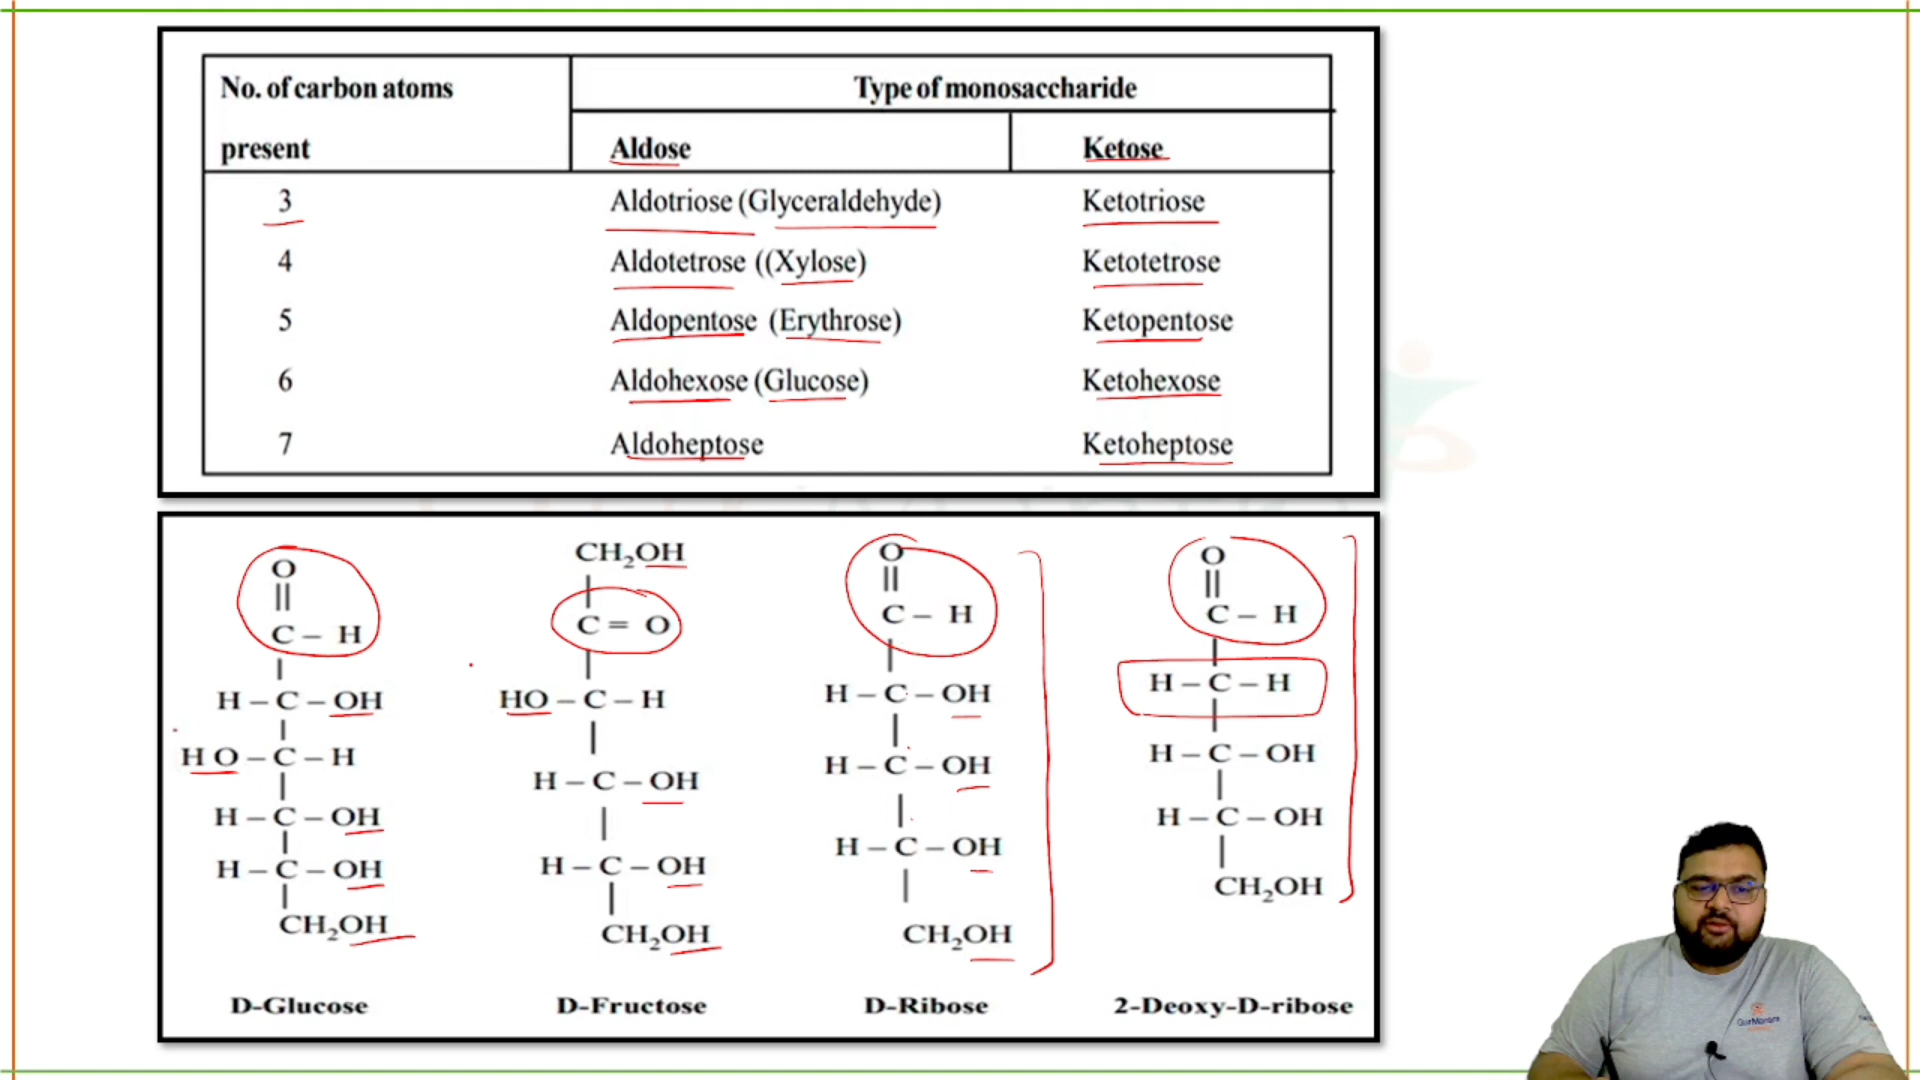 No. of carbon atoms present
Type of monosaccharide
Aldose
Ketose
3 Aldotriose (Glyceraldehyde) Ketotriose
4 Aldotetrose ((Xylose) Ketotetrose
5 Aldopentose (Erythrose) Ketopentose
6 Aldohexose (Glucose) Ketohexose
7 Aldoheptose Ketoheptose
O
||
C – H
|
H – C – OH
|
H O – C – H
|
H – C – OH
|
H – C – OH
|
CH₂OH
D-Glucose
CH₂OH
|
C = O
|
HO – C – H
|
H – C – OH
|
H – C – OH
|
CH₂OH
D-Fructose
O
||
C – H
|
H – C – OH
|
H – C – OH
|
H – C – OH
|
CH₂OH
D-Ribose
O
||
C – H
|
H – C – H
|
H – C – OH
|
H – C – OH
|
CH₂OH
2-Deoxy-D-ribose